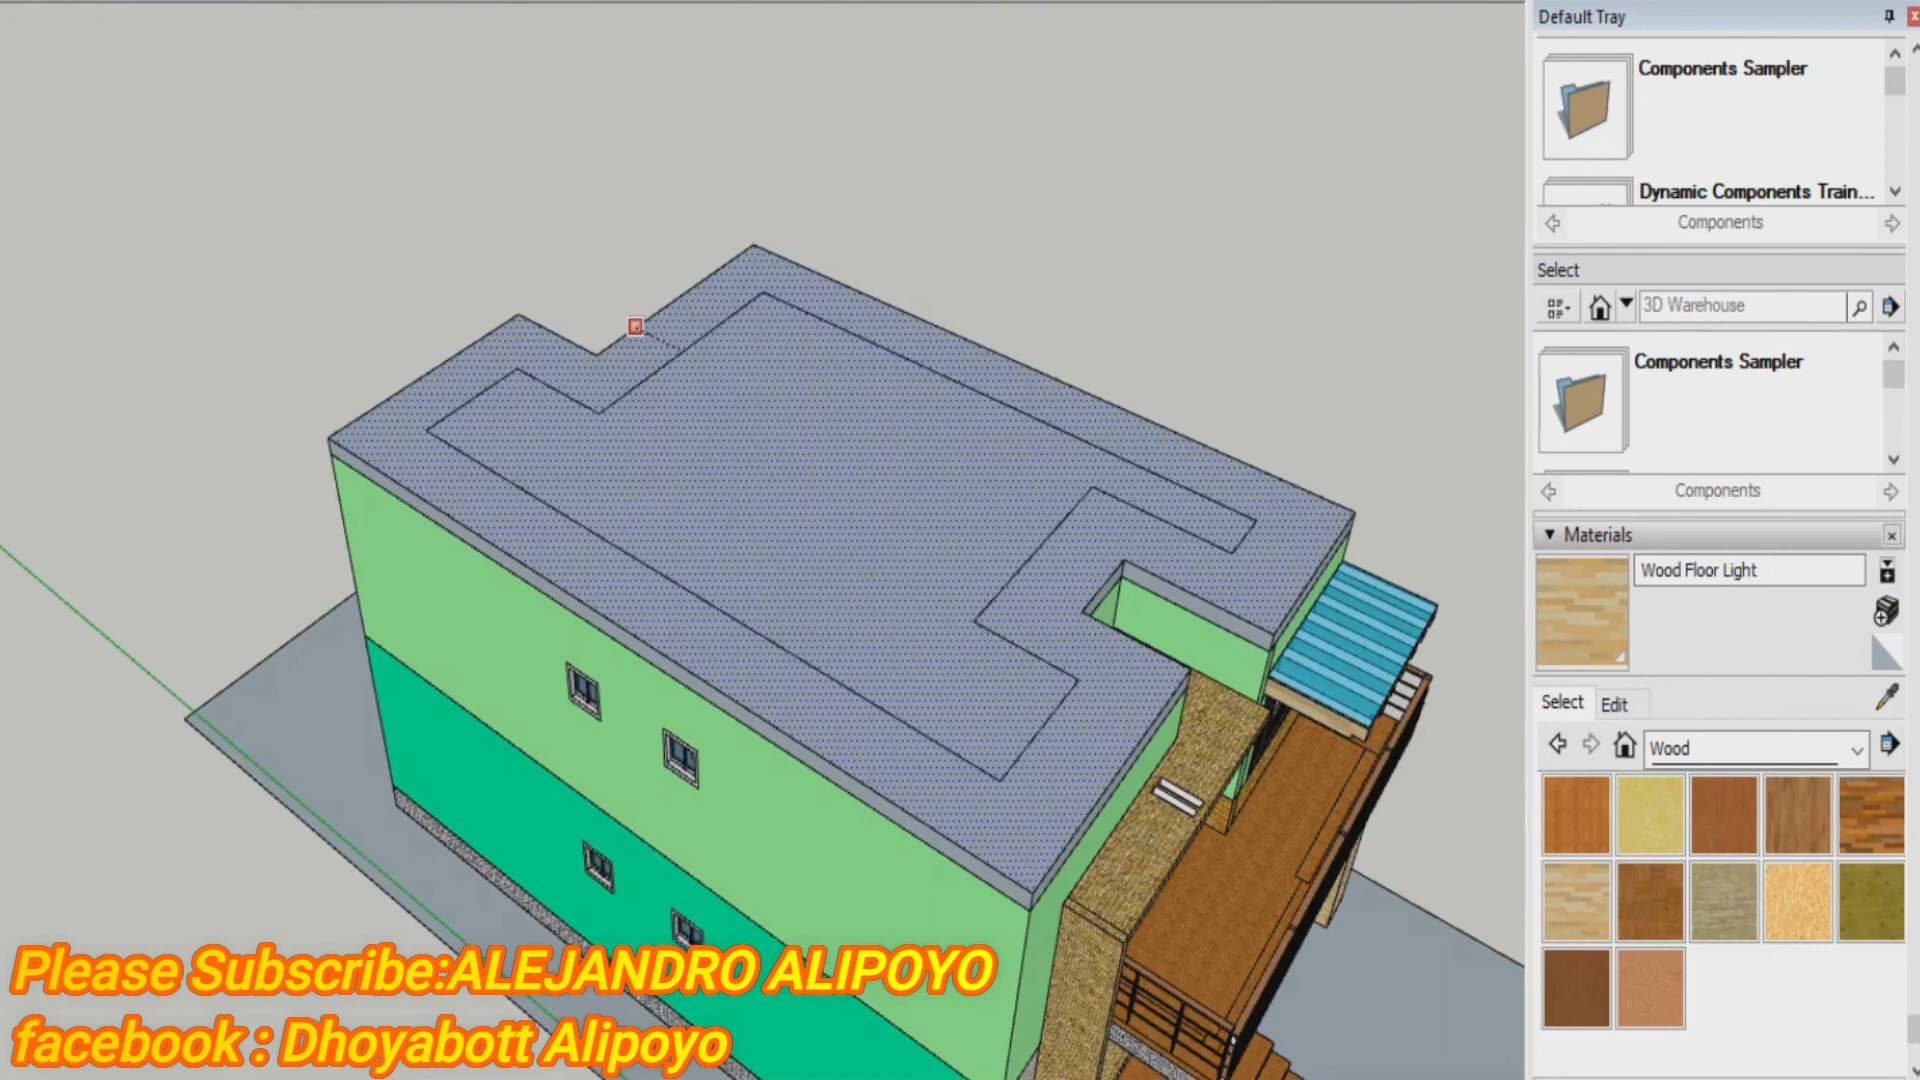 Default Tray
Components Sampler
Dynamic Components Train...
Components
Select
3D Warehouse
Components Sampler
Components
Materials
Wood Floor Light
Select Edit
Wood
Please Subscribe:ALEJANDRO ALIPOYO
facebook : Dhoyabott Alipoyo